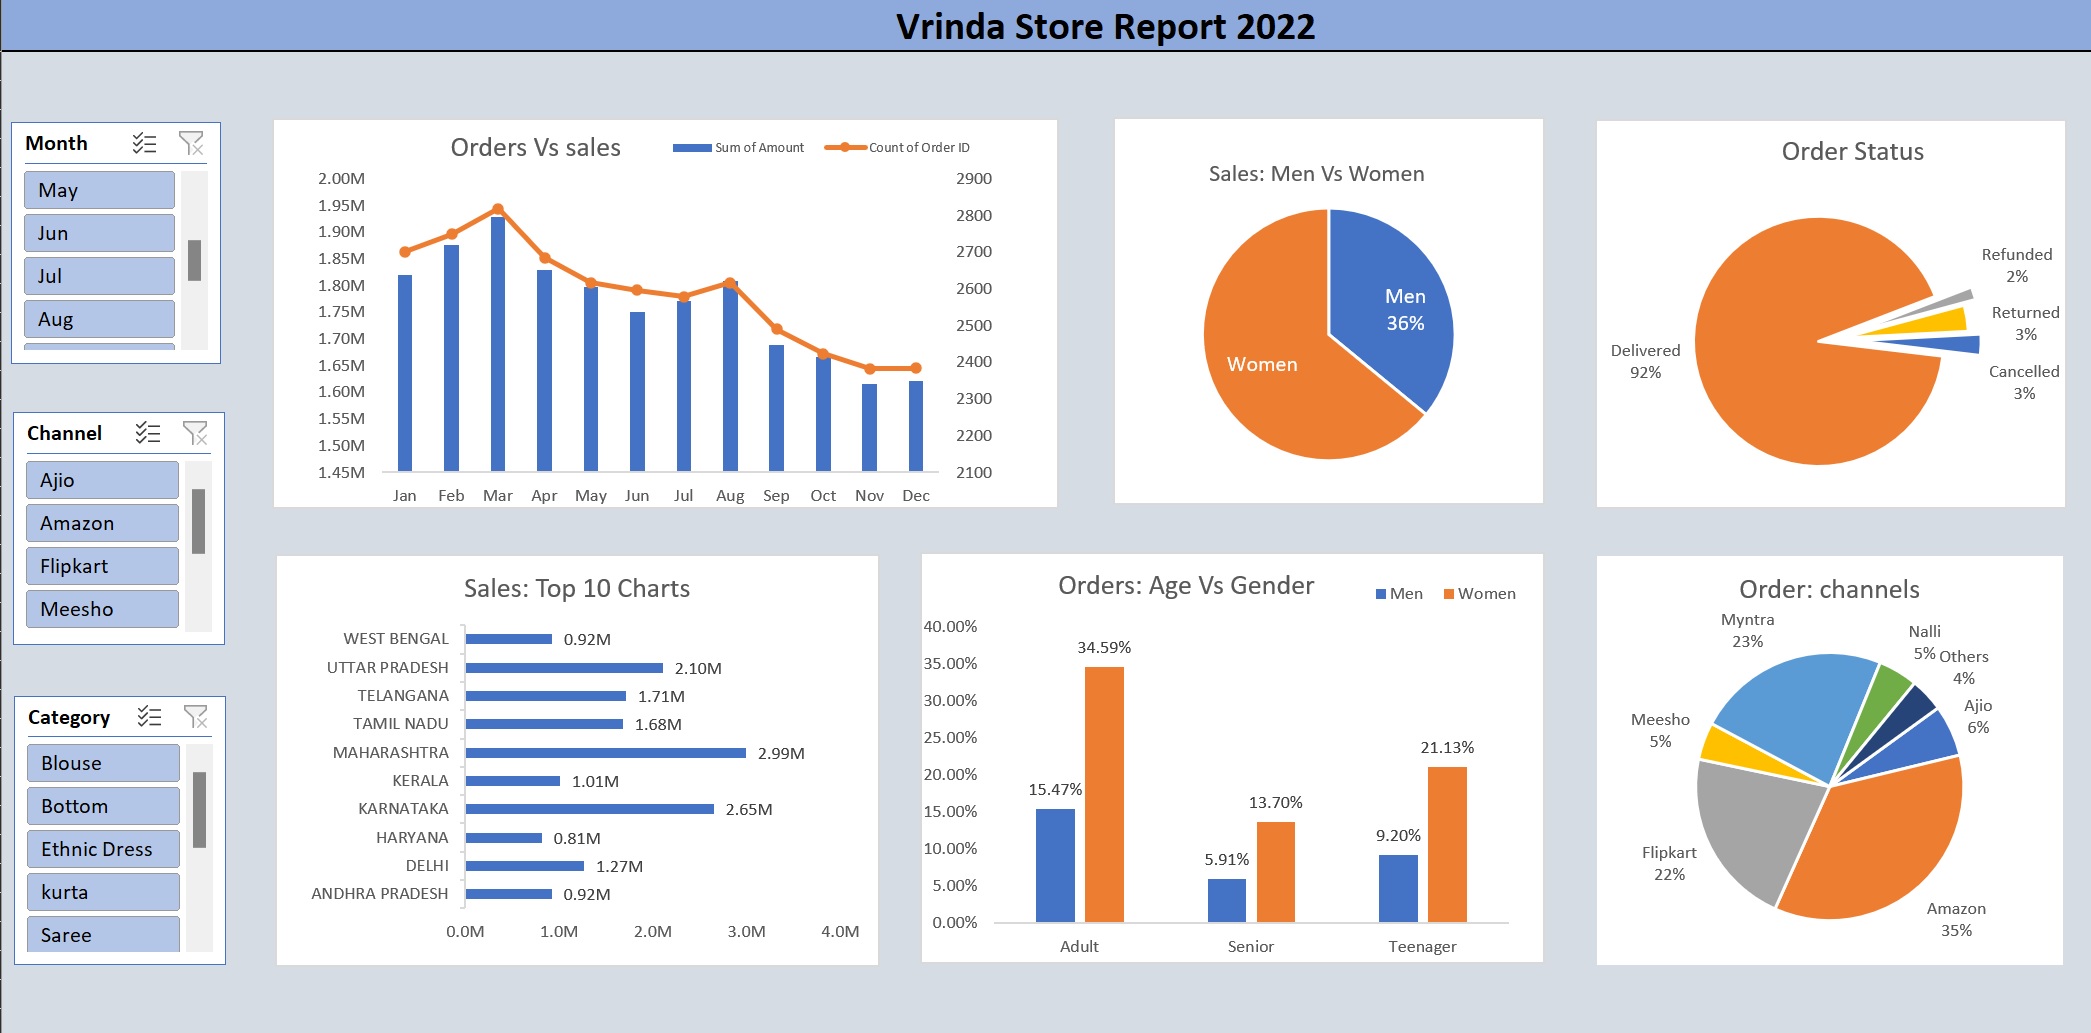 Vrinda Store Report 2022
Month
May
Jun
Jul
Aug
Channel
Ajio
Amazon
Flipkart
Meesho
Category
Blouse
Bottom
Ethnic Dress
kurta
Saree
Orders Vs sales
Sum of Amount
Count of Order ID
2.00M
1.95M
1.90M
1.85M
1.80M
1.75M
1.70M
1.65M
1.60M
1.55M
1.50M
1.45M
2900
2800
2700
2600
2500
2400
2300
2200
2100
Jan Feb Mar Apr May Jun Jul Aug Sep Oct Nov Dec
Sales: Men Vs Women
Men
36%
Women
Order Status
Refunded
2%
Returned
3%
Cancelled
3%
Delivered
92%
Sales: Top 10 Charts
WEST BENGAL 0.92M
UTTAR PRADESH 2.10M
TELANGANA 1.71M
TAMIL NADU 1.68M
MAHARASHTRA 2.99M
KERALA 1.01M
KARNATAKA 2.65M
HARYANA 0.81M
DELHI 1.27M
ANDHRA PRADESH 0.92M
0.0M 1.0M 2.0M 3.0M 4.0M
Orders: Age Vs Gender
Men
Women
40.00%
35.00%
30.00%
25.00%
20.00%
15.00%
10.00%
5.00%
0.00%
15.47%
34.59%
5.91%
13.70%
9.20%
21.13%
Adult Senior Teenager
Order: channels
Myntra
23%
Nalli
5%
Others
4%
Ajio
6%
Meesho
5%
Flipkart
22%
Amazon
35%